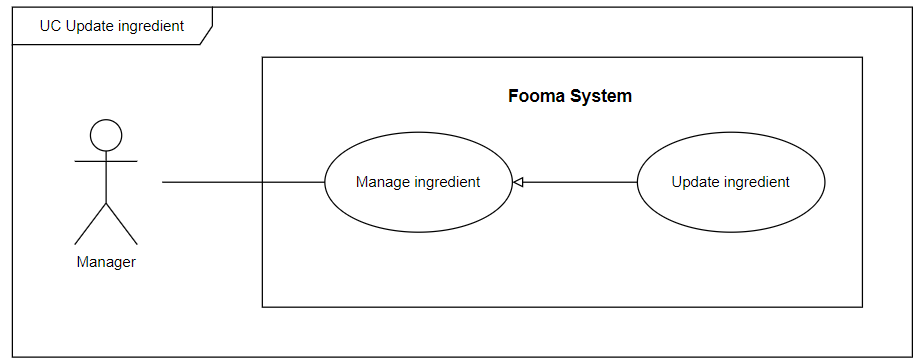 UC Update ingredient
Fooma System
Manage ingredient
Update ingredient
Manager